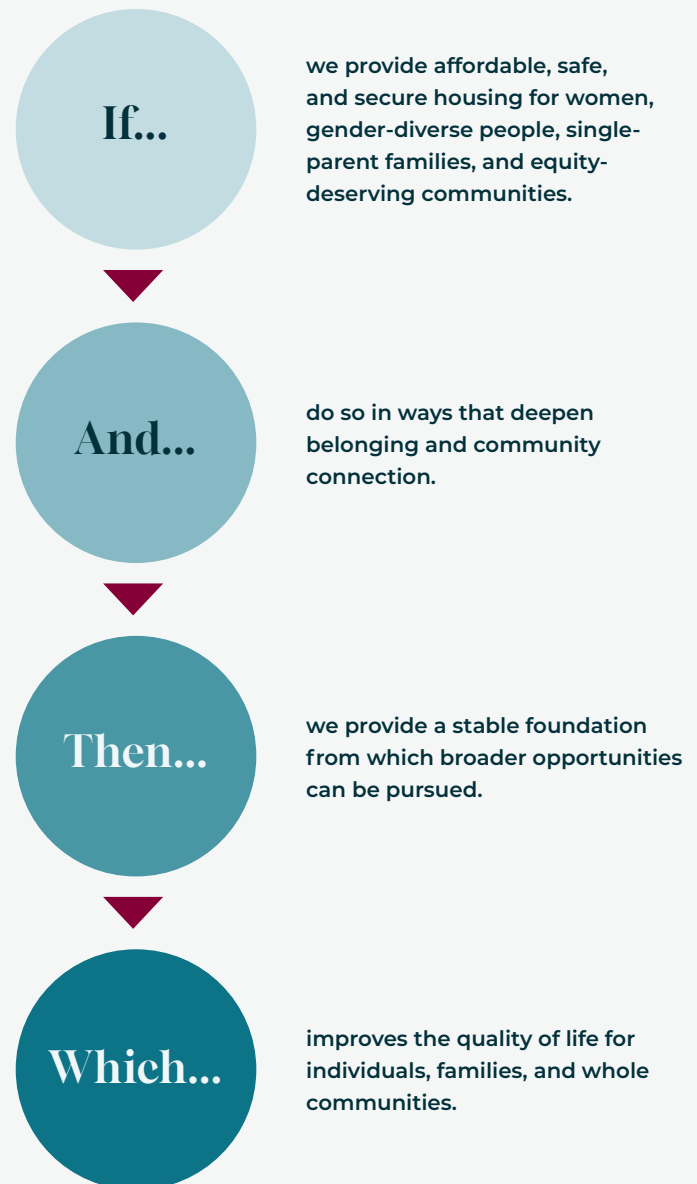 If...
we provide affordable, safe,
and secure housing for women,
gender-diverse people, single-
parent families, and equity-
deserving communities.
And...
do so in ways that deepen
belonging and community
connection.
Then...
we provide a stable foundation
from which broader opportunities
can be pursued.
Which...
improves the quality of life for
individuals, families, and whole
communities.